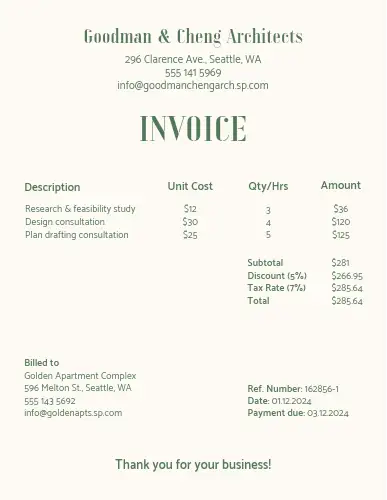 Goodman & Cheng Architects
296 Clarence Ave., Seattle, WA
555 141 5969
info@goodmanchengarch.sp.com
INVOICE
Description Unit Cost Qty/Hrs Amount
Research & feasibility study $12 3 $36
Design consultation $30 4 $120
Plan drafting consultation $25 5 $125
Subtotal $281
Discount (5%) $266.95
Tax Rate (7%) $285.64
Total $285.64
Billed to
Golden Apartment Complex
596 Melton St., Seattle, WA
555 143 5692
info@goldenapts.sp.com
Ref. Number: 162856-1
Date: 01.12.2024
Payment due: 03.12.2024
Thank you for your business!